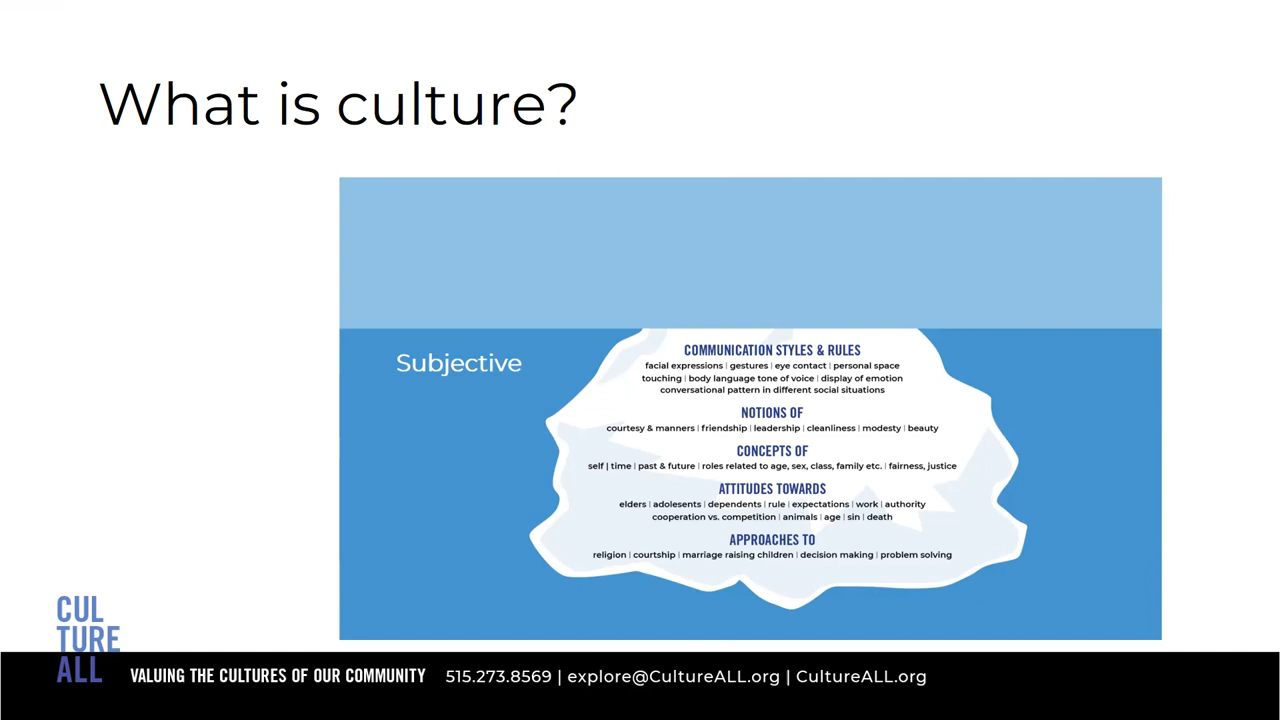 What is culture?
Subjective
COMMUNICATION STYLES & RULES
facial expressions | gestures | eye contact | personal space
touching | body language tone of voice | display of emotion
conversational pattern in different social situations
NOTIONS OF
courtesy & manners | friendship | leadership | cleanliness | modesty | beauty
CONCEPTS OF
self | time | past & future | roles related to age, sex, class, family etc. | fairness, justice
ATTITUDES TOWARDS
elders | adolesents | dependents | rule | expectations | work | authority
cooperation vs. competition | animals | age | sin | death
APPROACHES TO
religion | courtship | marriage raising children | decision making | problem solving
CUL
TURE
ALL
VALUING THE CULTURES OF OUR COMMUNITY 515.273.8569 | explore@CultureALL.org | CultureALL.org